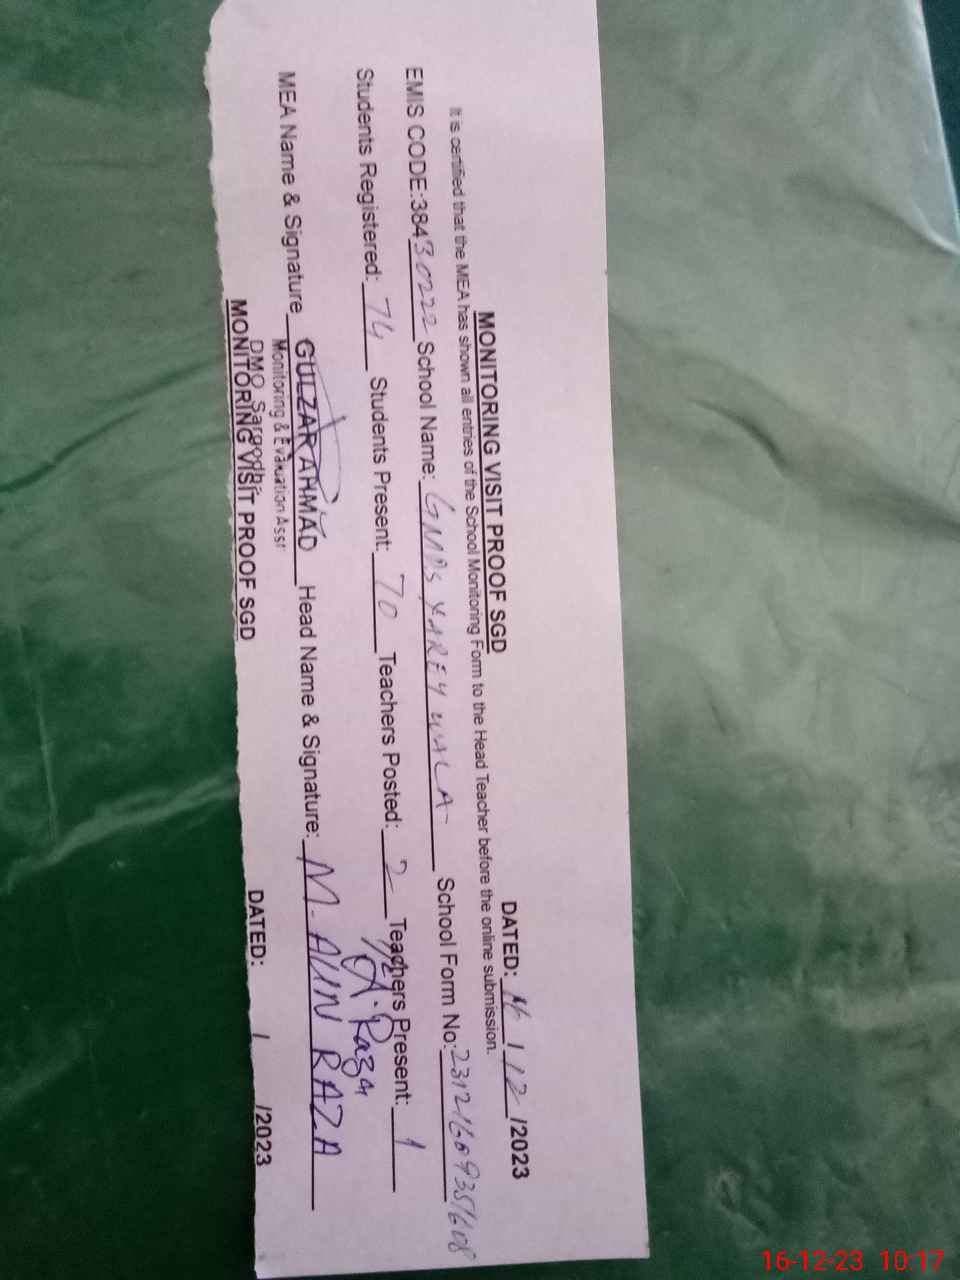 MONITORING VISIT PROOF SGD DATED: 16/12/2023
It is certified that the MEA has shown all entries of the School Monitoring Form to the Head Teacher before the online submission.
EMIS CODE:38430222 School Name: GMPS KAREY WALA School Form No: 23121609351608
Students Registered: 74 Students Present: 70 Teachers Posted: 2 Teachers Present: 1
A. Raza
MEA Name & Signature GULZAR AHMAD Head Name & Signature: M. AUN RAZA
Monitoring & Evaluation Asst
DMO Sargodha
MONITORING VISIT PROOF SGD DATED: / /2023
16-12-23 10:17